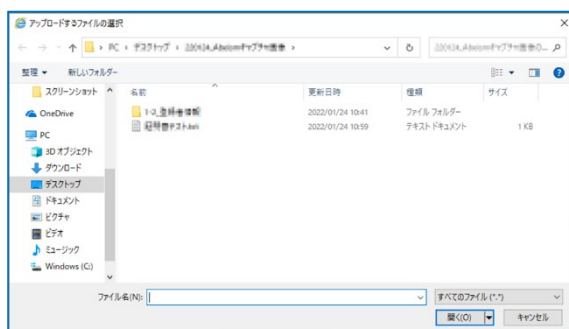 アップロードするファイルの選択
PC › デスクトップ ›
整理 ▼ 新しいフォルダー
スクリーンショット
OneDrive
PC
3D オブジェクト
ダウンロード
デスクトップ
ドキュメント
ピクチャ
ビデオ
ミュージック
Windows (C:)
名前 更新日時 種類 サイズ
2022/01/24 10:41 ファイル フォルダー
2022/01/24 10:59 テキスト ドキュメント 1 KB
ファイル名(N): すべてのファイル (*.*)
開く(O) キャンセル